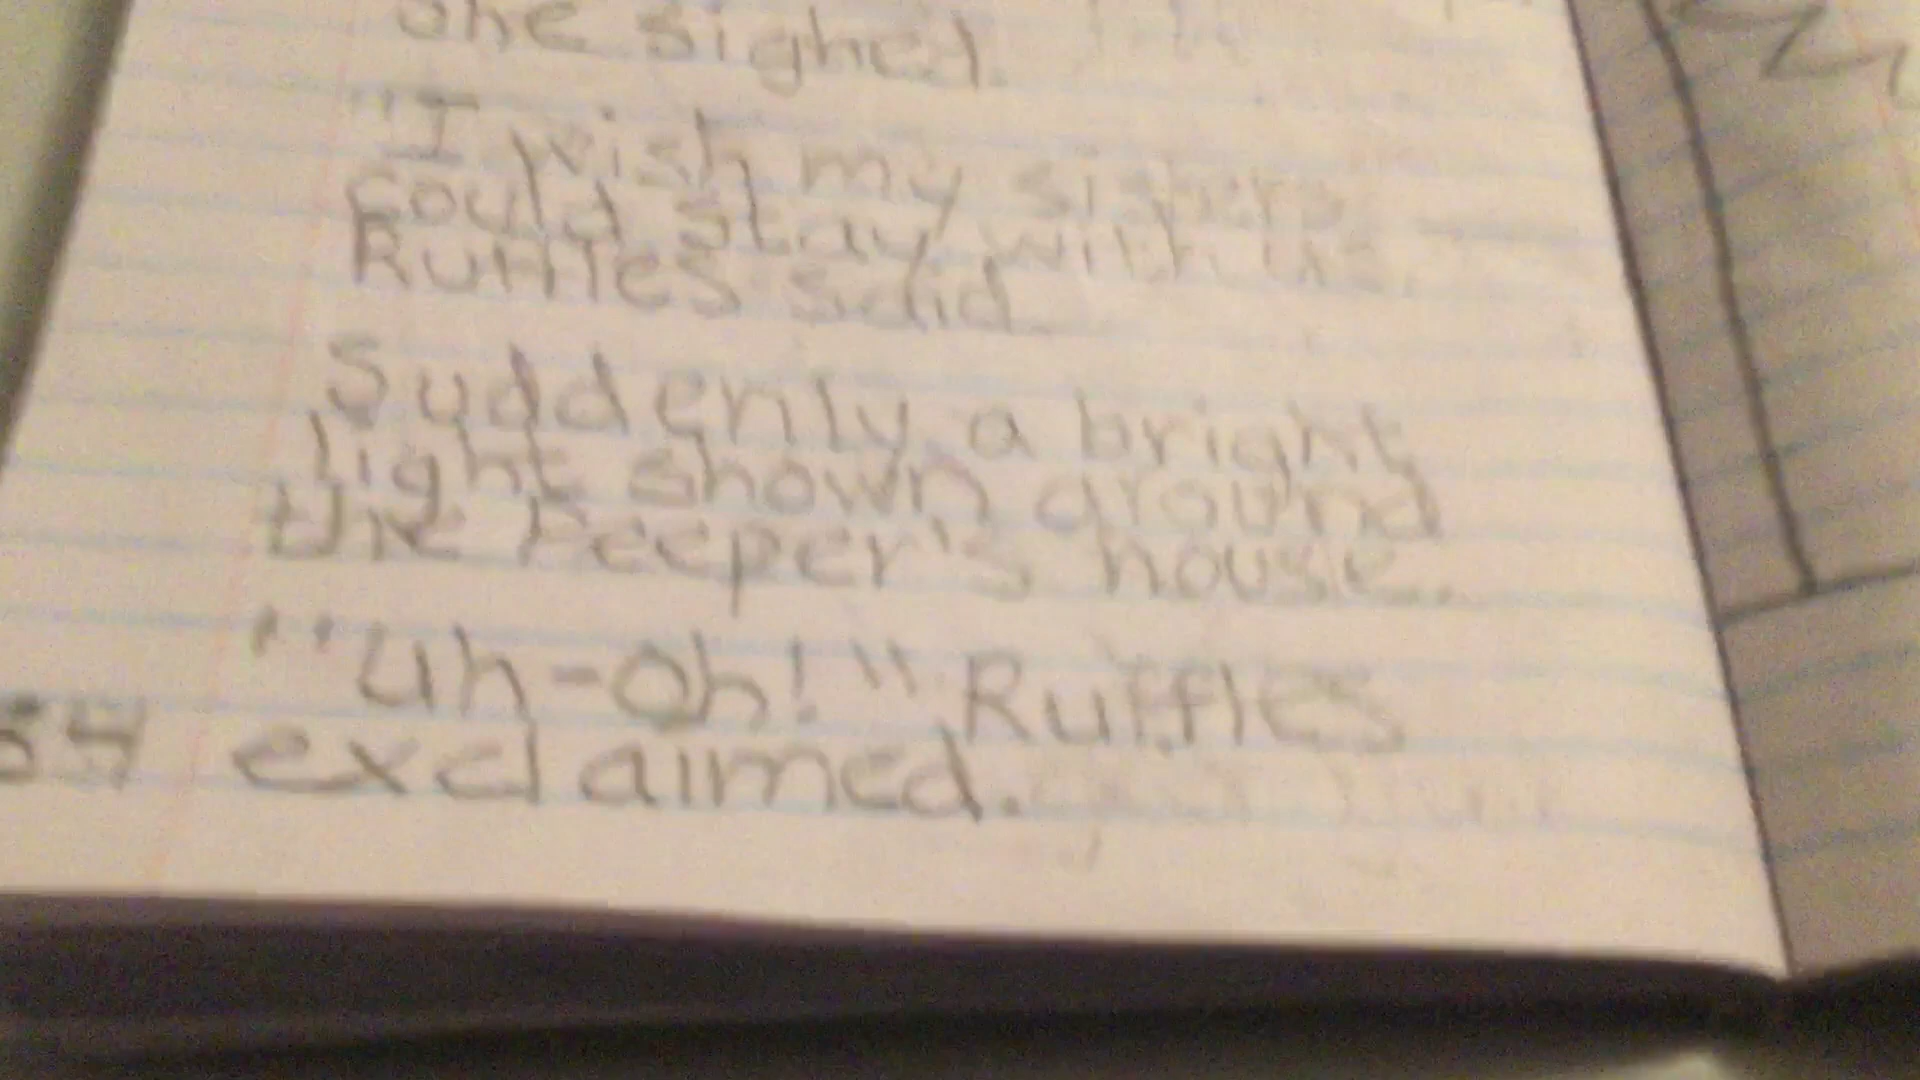 she sighed.
"I wish my sisters
could stay with us.
Ruffles said.
Suddenly, a bright
light shown around
the Peeper's house.
"Uh-oh!" Ruffles
54 exclaimed.